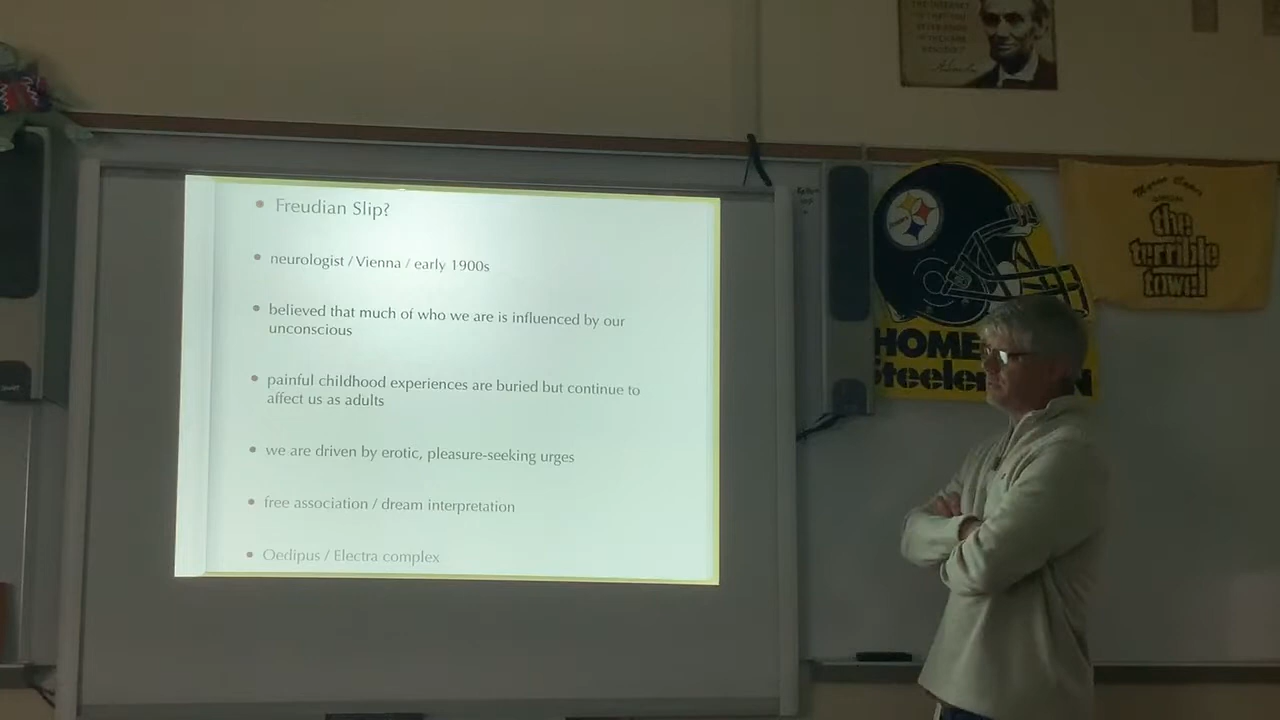 Freudian Slip?
neurologist / Vienna / early 1900s
believed that much of who we are is influenced by our
unconscious
painful childhood experiences are buried but continue to
affect us as adults
we are driven by erotic, pleasure-seeking urges
free association / dream interpretation
Oedipus / Electra complex
Steelers
HOME
Steele
N
the
terrible
towel